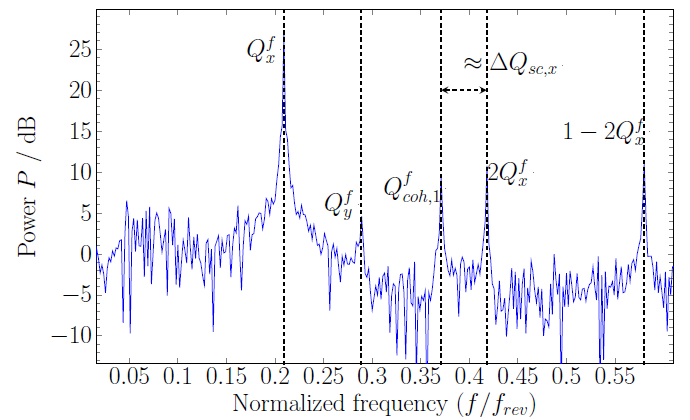 Power P / dB
25
20
15
10
5
0
−5
−10
Q_x^f
Q_y^f
Q_{coh,1}^f
≈ ΔQ_{sc,x}
2Q_x^f
1 − 2Q_x^f
0.05 0.1 0.15 0.2 0.25 0.3 0.35 0.4 0.45 0.5 0.55
Normalized frequency (f/f_{rev})